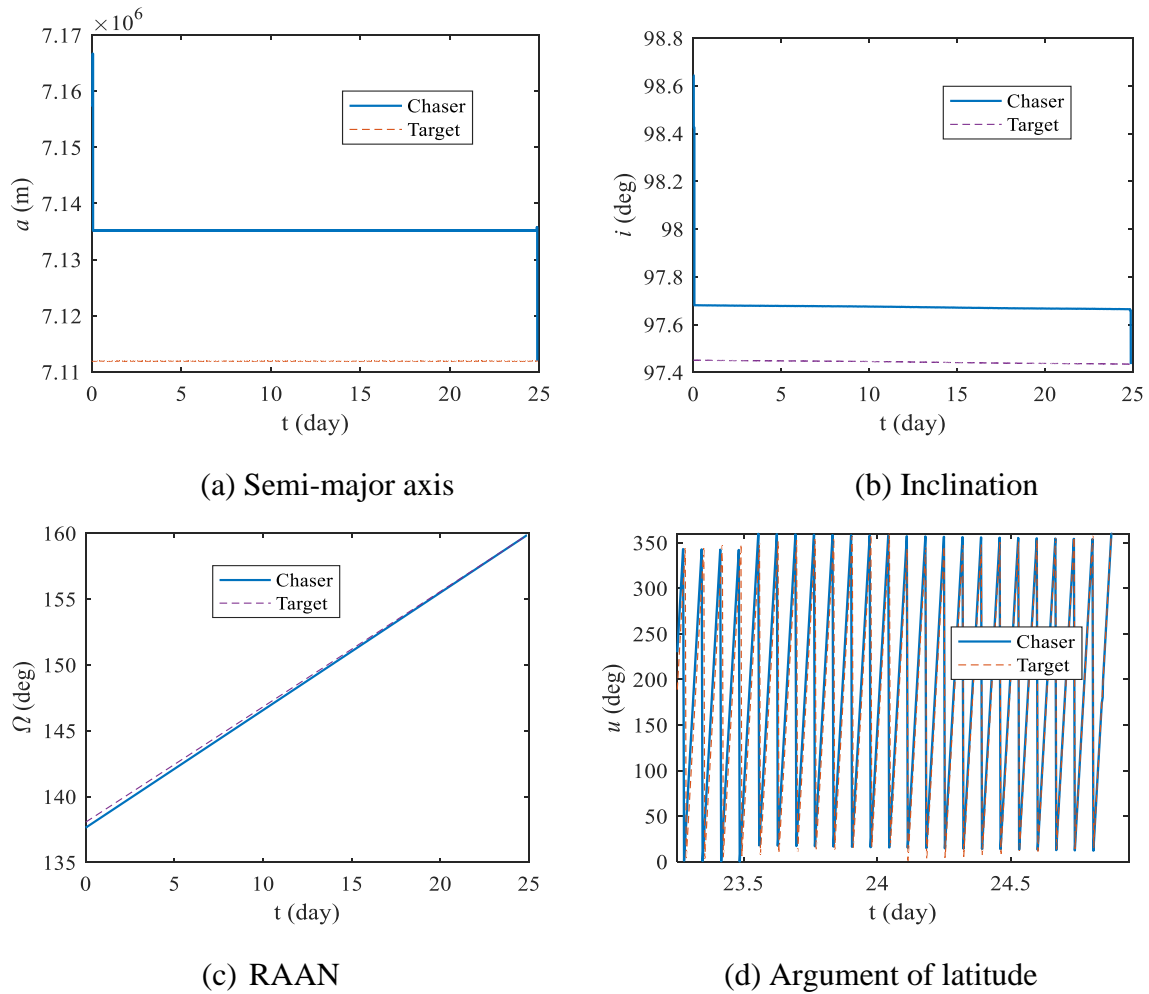 ×10⁶
7.17
7.16
7.15
7.14
7.13
7.12
7.11
a (m)
Chaser
Target
0 5 10 15 20 25
t (day)
(a) Semi-major axis
98.8
98.6
98.4
98.2
98
97.8
97.6
97.4
i (deg)
Chaser
Target
0 5 10 15 20 25
t (day)
(b) Inclination
160
155
150
145
140
135
Ω (deg)
Chaser
Target
0 5 10 15 20 25
t (day)
(c) RAAN
350
300
250
200
150
100
50
0
u (deg)
Chaser
Target
23.5 24 24.5
t (day)
(d) Argument of latitude